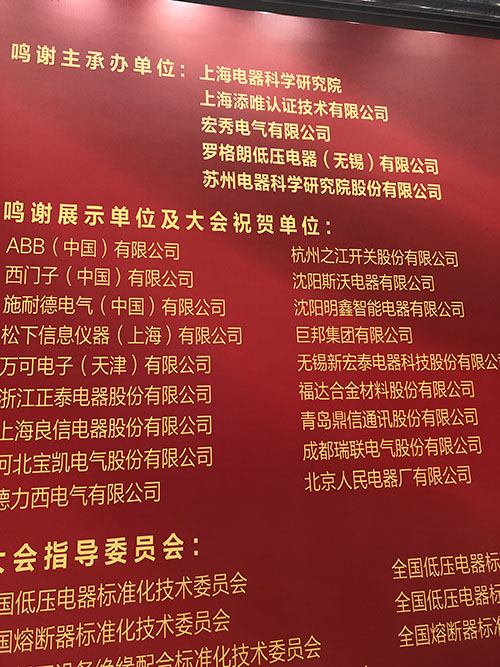 鸣谢主承办单位：上海电器科学研究院
上海添唯认证技术有限公司
宏秀电气有限公司
罗格朗低压电器（无锡）有限公司
苏州电器科学研究院股份有限公司
鸣谢展示单位及大会祝贺单位：
ABB（中国）有限公司
西门子（中国）有限公司
施耐德电气（中国）有限公司
松下信息仪器（上海）有限公司
万可电子（天津）有限公司
浙江正泰电器股份有限公司
上海良信电器股份有限公司
河北宝凯电气股份有限公司
德力西电气有限公司
杭州之江开关股份有限公司
沈阳斯沃电器有限公司
沈阳明鑫智能电器有限公司
巨邦集团有限公司
无锡新宏泰电器科技股份有限公
福达合金材料股份有限公司
青岛鼎信通讯股份有限公司
成都瑞联电气股份有限公司
北京人民电器厂有限公司
大会指导委员会：
国低压电器标准化技术委员会
国熔断器标准化技术委员会
设备绝缘配合标准化技术委员会
全国低压电器标
全国低压电器标
全国熔断器标